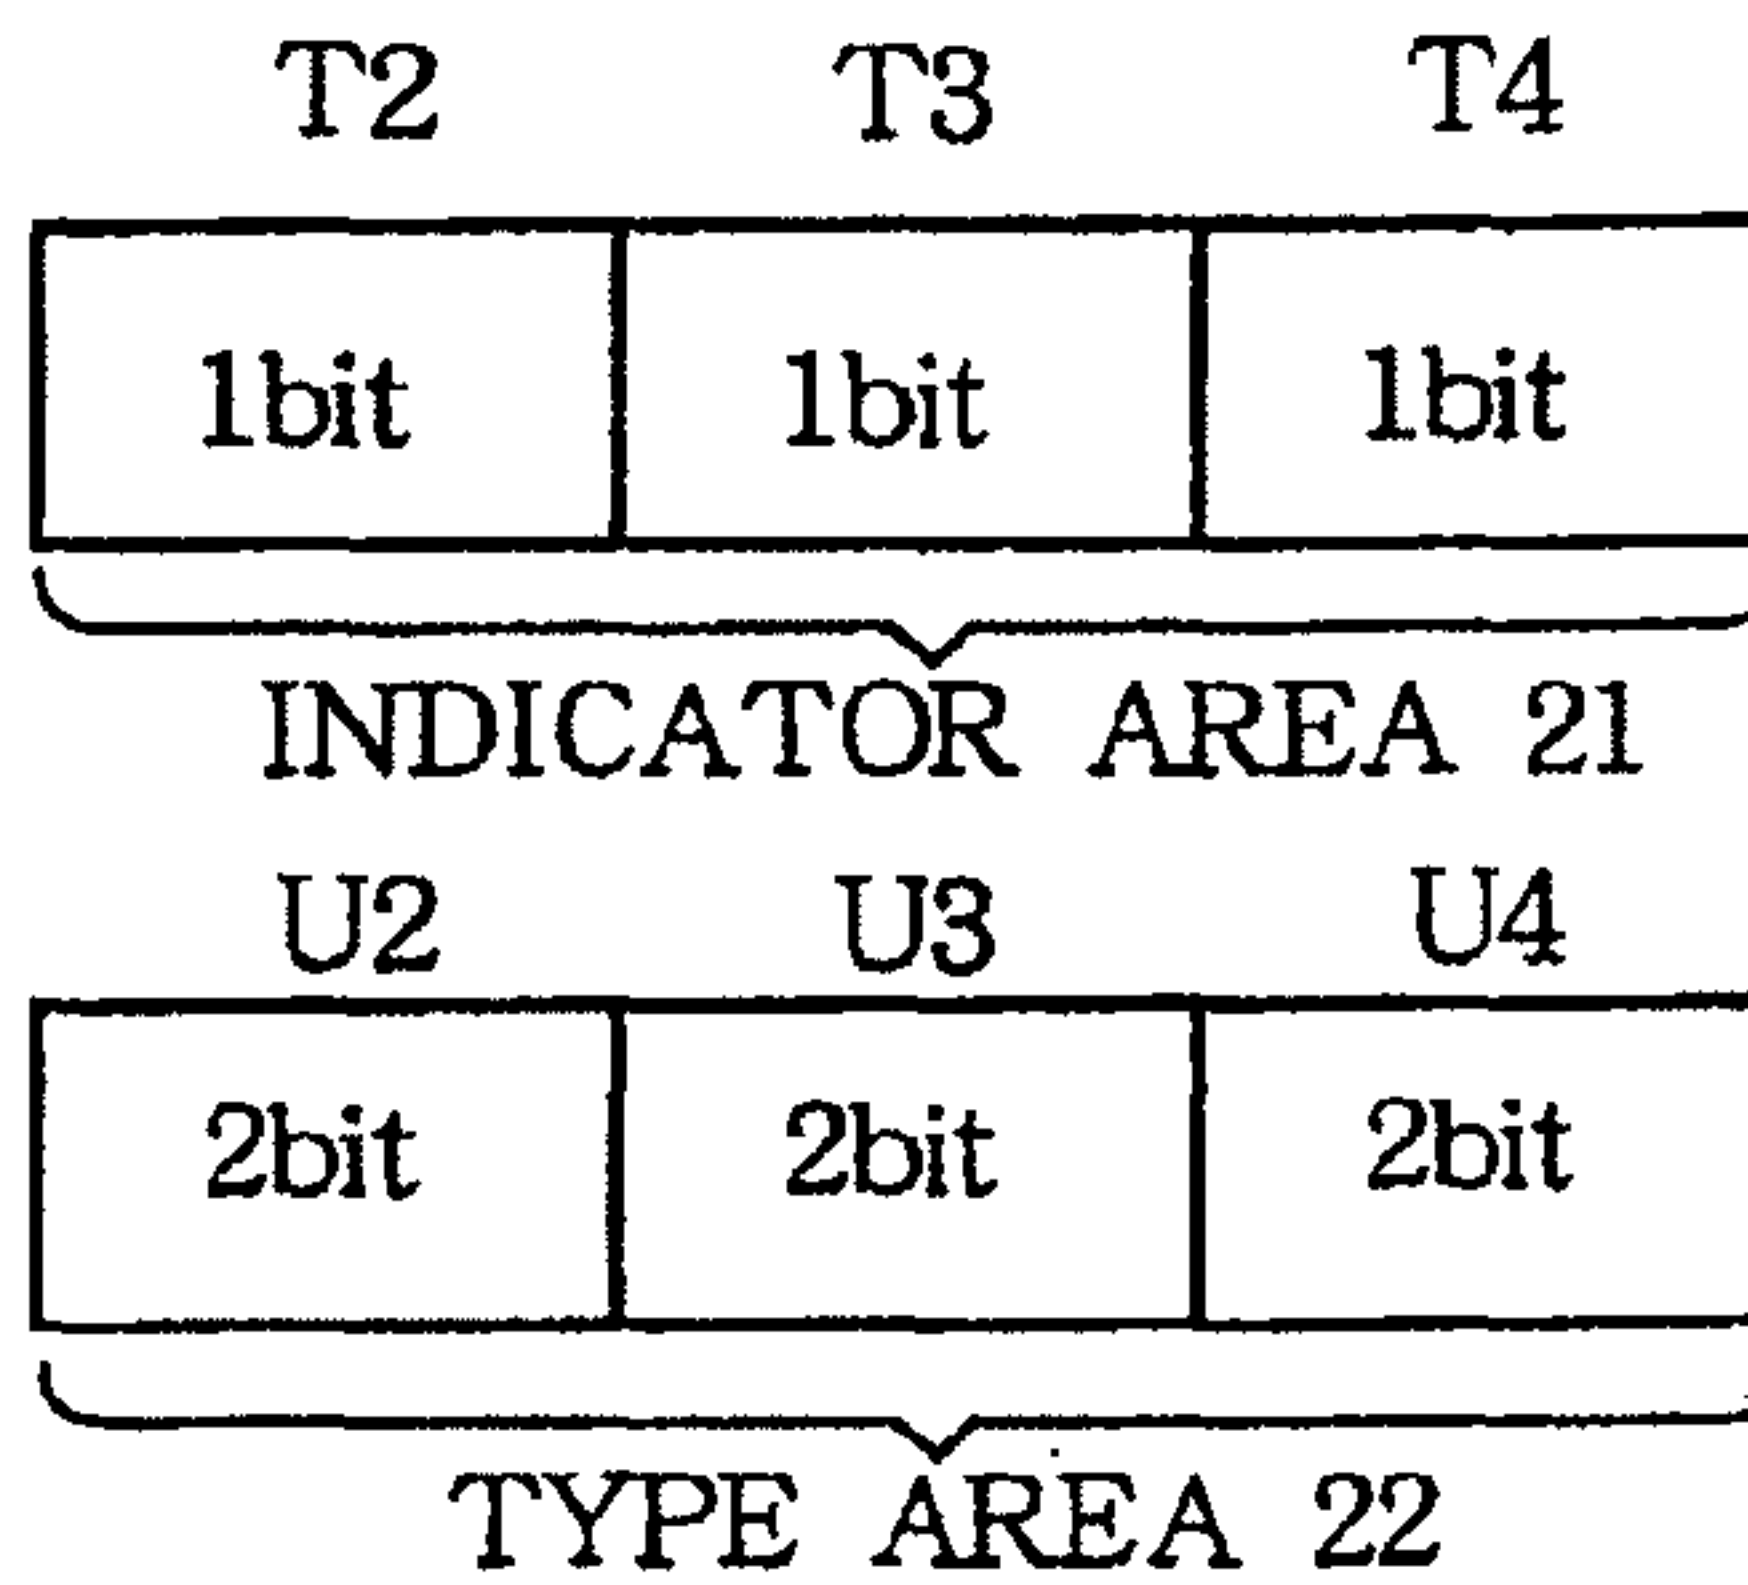 T2 T3 T4
1bit 1bit 1bit
INDICATOR AREA 21
U2 U3 U4
2bit 2bit 2bit
TYPE AREA 22